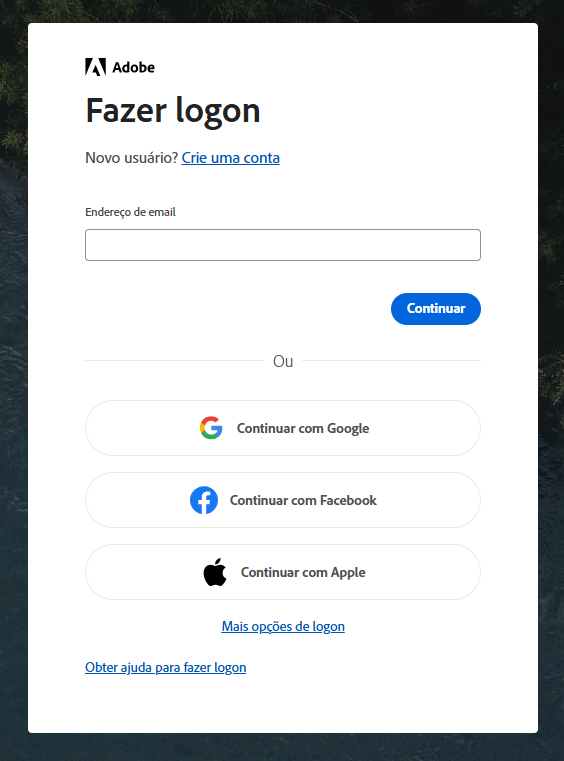 Adobe
Fazer logon
Novo usuário? Crie uma conta
Endereço de email
Continuar
Ou
Continuar com Google
Continuar com Facebook
Continuar com Apple
Mais opções de logon
Obter ajuda para fazer logon